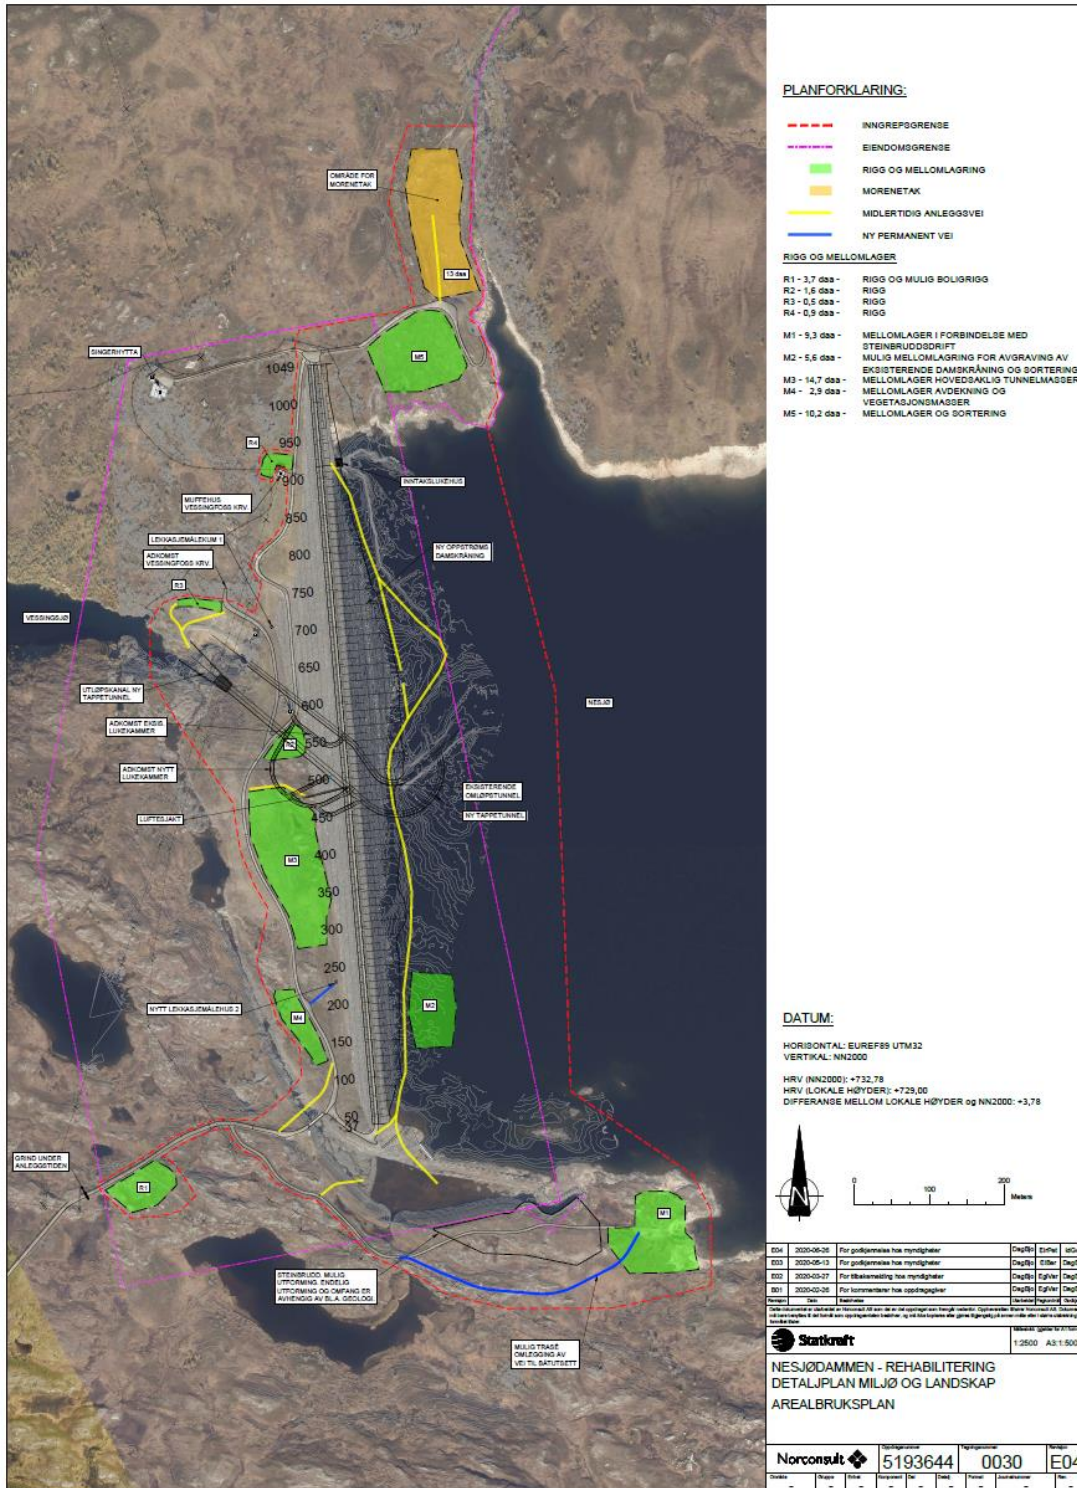 OMRÅDE FOR
MORENETAK
13 daa
M5
SINGERHYTTA
1049
1000
950
R4
900
INNTAKSLUKEHUS
MUFFEHUS
VESSINGFOSS KRV.
850
LEKKASJEMÅLEKUM 1
800
NY OPPSTRØMS
DAMSKRÅNING
ADKOMST
VESSINGFOSS KRV.
R3
750
VESSINGSJØ
700
650
UTLØPSKANAL NY
TAPPETUNNEL
600
NESJØ
ADKOMST EKSIS.
LUKEKAMMER
R2
550
ADKOMST NYTT
LUKEKAMMER
500
EKSISTERENDE
OMLØPSTUNNEL
LUFTESJAKT
450
NY TAPPETUNNEL
M3
400
350
300
250
NYTT LEKKASJEMÅLEHUS 2
200
M2
M4
150
100
50
37
GRIND UNDER
ANLEGGSTIDEN
R1
M1
STEINBRUDD. MULIG
UTFORMING. ENDELIG
UTFORMING OG OMFANG ER
AVHENGIG AV BL.A. GEOLOGI.
MULIG TRASE
OMLEGGING AV
VEI TIL BÅTUTSETT
PLANFORKLARING:
INNGREPSGRENSE
EIENDOMSGRENSE
RIGG OG MELLOMLAGRING
MORENETAK
MIDLERTIDIG ANLEGGSVEI
NY PERMANENT VEI
RIGG OG MELLOMLAGER
R1 - 3,7 daa - RIGG OG MULIG BOLIGRIGG
R2 - 1,6 daa - RIGG
R3 - 0,5 daa - RIGG
R4 - 0,9 daa - RIGG
M1 - 9,3 daa - MELLOMLAGER I FORBINDELSE MED
STEINBRUDDSDRIFT
M2 - 5,6 daa - MULIG MELLOMLAGRING FOR AVGRAVING AV
EKSISTERENDE DAMSKRÅNING OG SORTERING
M3 - 14,7 daa - MELLOMLAGER HOVEDSAKLIG TUNNELMASSER
M4 - 2,9 daa - MELLOMLAGER AVDEKNING OG
VEGETASJONSMASSER
M5 - 10,2 daa - MELLOMLAGER OG SORTERING
DATUM:
HORISONTAL: EUREF89 UTM32
VERTIKAL: NN2000
HRV (NN2000): +732,78
HRV (LOKALE HØYDER): +729,00
DIFFERANSE MELLOM LOKALE HØYDER og NN2000: +3,78
N
0 100 200
Meters
E04 2020-06-26 For godkjennelse hos myndigheter
E03 2020-05-13 For godkjennelse hos myndigheter
E02 2020-03-27 For tilbakemelding hos myndigheter
B01 2020-02-26 For kommentarer hos oppdragsgiver
Statkraft
1:2500 A3:1:500
NESJØDAMMEN - REHABILITERING
DETALJPLAN MILJØ OG LANDSKAP
AREALBRUKSPLAN
Norconsult
5193644
0030
E04